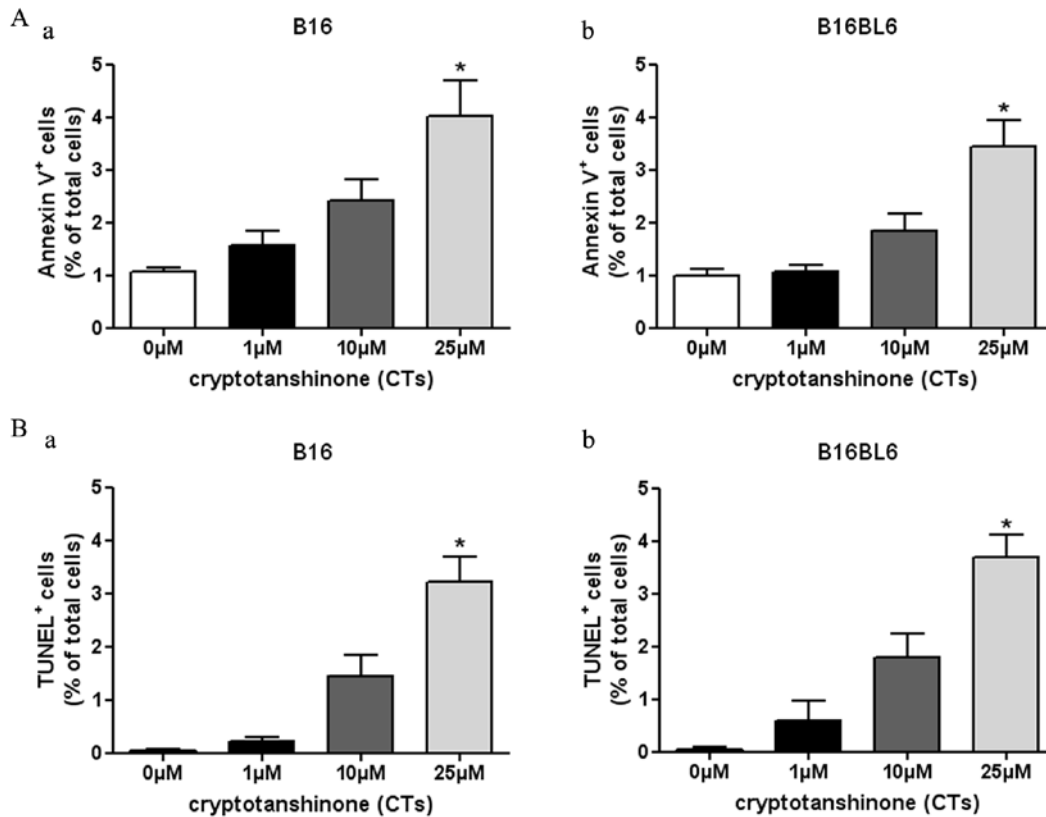 A
a
B16
Annexin V⁺ cells
(% of total cells)
5
4
3
2
1
0
*
0µM 1µM 10µM 25µM
cryptotanshinone (CTs)
b
B16BL6
Annexin V⁺ cells
(% of total cells)
5
4
3
2
1
0
*
0µM 1µM 10µM 25µM
cryptotanshinone (CTs)
B
a
B16
TUNEL⁺ cells
(% of total cells)
5
4
3
2
1
0
*
0µM 1µM 10µM 25µM
cryptotanshinone (CTs)
b
B16BL6
TUNEL⁺ cells
(% of total cells)
5
4
3
2
1
0
*
0µM 1µM 10µM 25µM
cryptotanshinone (CTs)